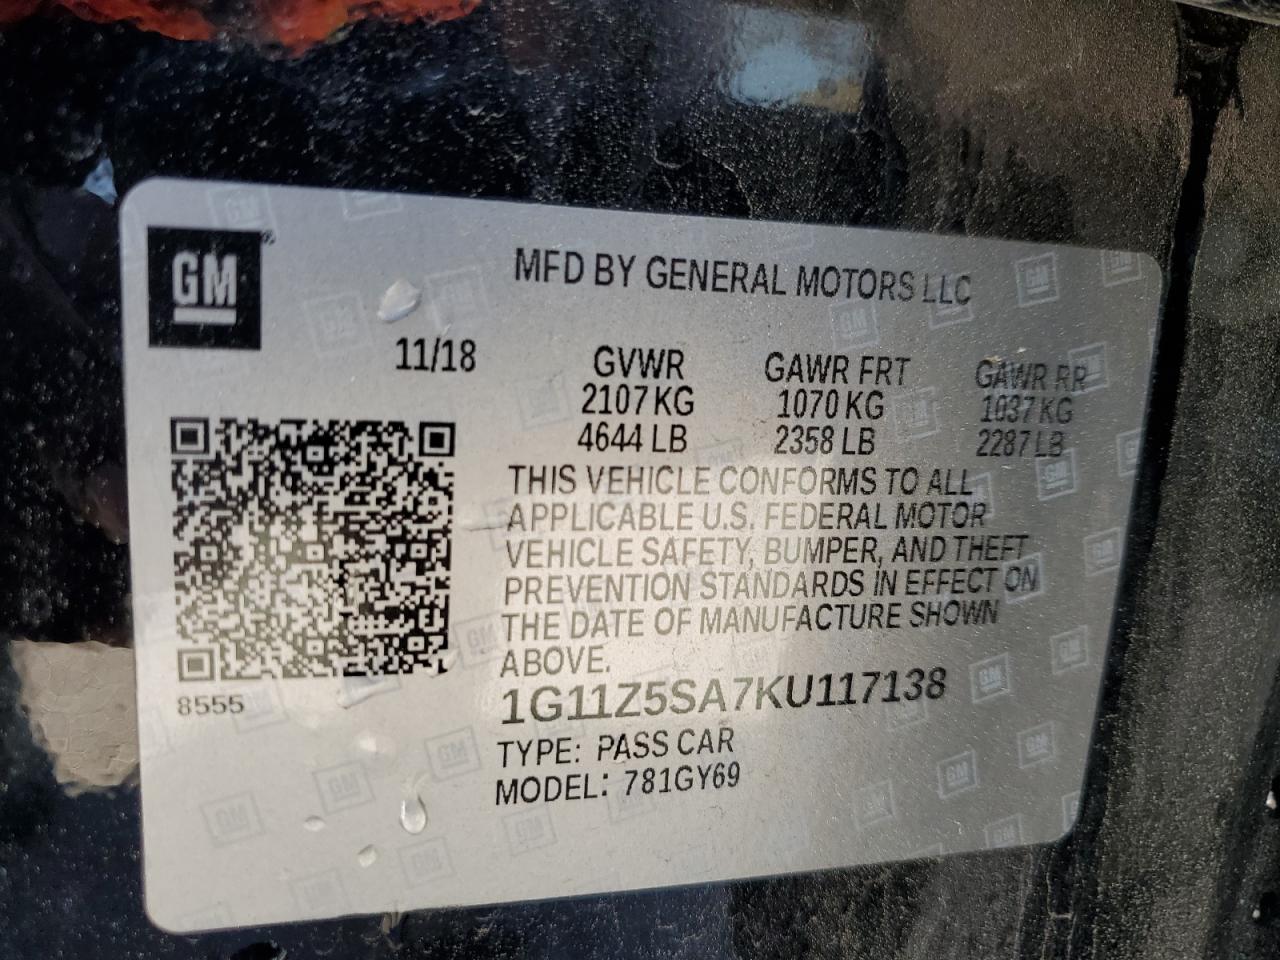 GM
MFD BY GENERAL MOTORS LLC
11/18
GVWR GAWR FRT GAWR RR
2107 KG 1070 KG 1037 KG
4644 LB 2358 LB 2287 LB
THIS VEHICLE CONFORMS TO ALL
APPLICABLE U.S. FEDERAL MOTOR
VEHICLE SAFETY, BUMPER, AND THEFT
PREVENTION STANDARDS IN EFFECT ON
THE DATE OF MANUFACTURE SHOWN
ABOVE.
8555
1G11Z5SA7KU117138
TYPE: PASS CAR
MODEL: 781GY69